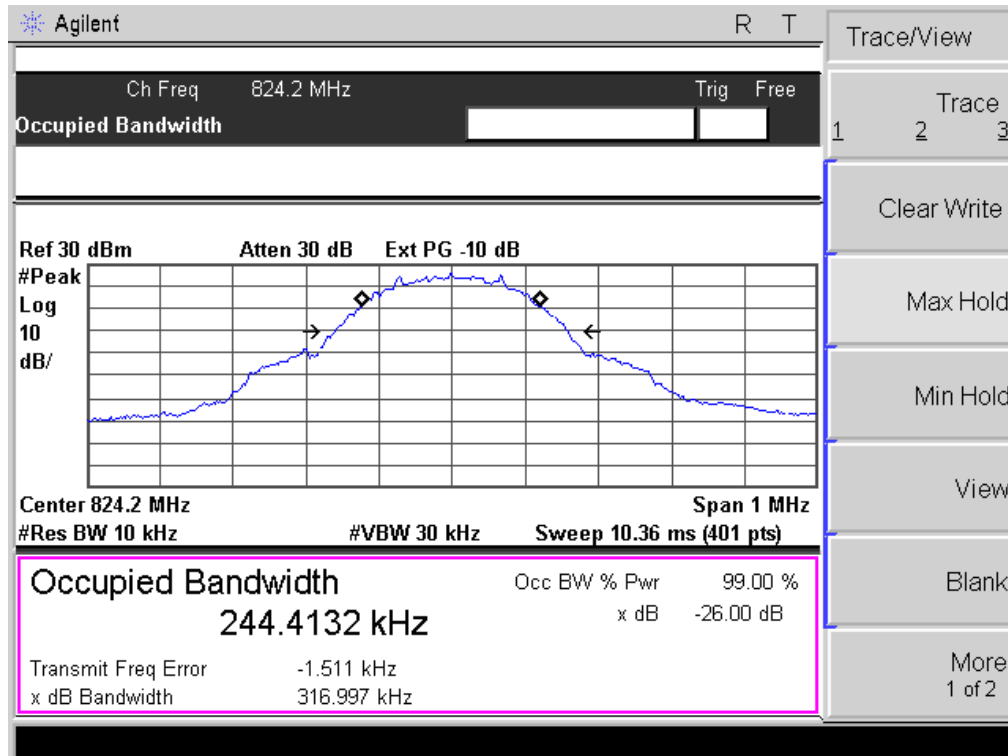 Agilent R T
Ch Freq 824.2 MHz Trig Free
Occupied Bandwidth
Ref 30 dBm Atten 30 dB Ext PG -10 dB
#Peak
Log
10
dB/
Center 824.2 MHz Span 1 MHz
#Res BW 10 kHz #VBW 30 kHz Sweep 10.36 ms (401 pts)
Occupied Bandwidth
244.4132 kHz
Occ BW % Pwr 99.00 %
x dB -26.00 dB
Transmit Freq Error -1.511 kHz
x dB Bandwidth 316.997 kHz
Trace/View
Trace
1 2 3
Clear Write
Max Hold
Min Hold
View
Blank
More
1 of 2